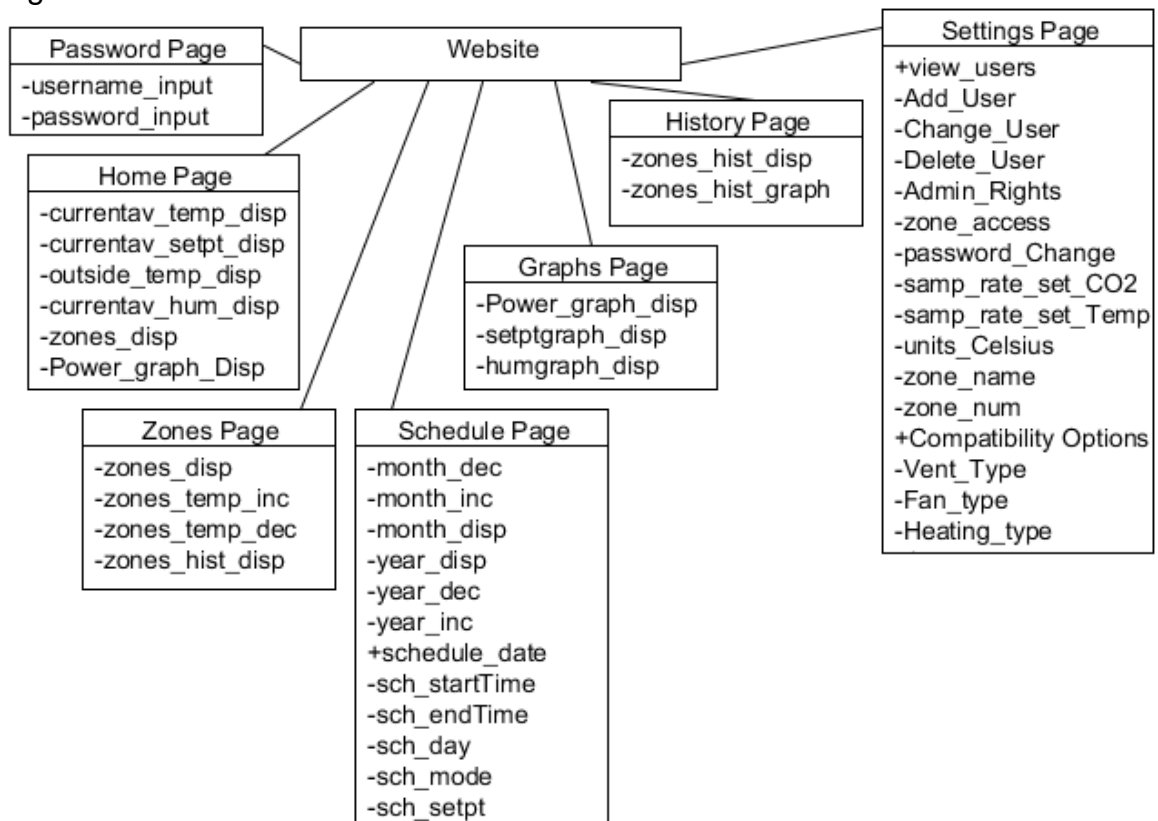 Password Page
-username_input
-password_input
Website
Settings Page
+view_users
-Add_User
-Change_User
-Delete_User
-Admin_Rights
-zone_access
-password_Change
-samp_rate_set_CO2
-samp_rate_set_Temp
-units_Celsius
-zone_name
-zone_num
+Compatibility Options
-Vent_Type
-Fan_type
-Heating_type
History Page
-zones_hist_disp
-zones_hist_graph
Home Page
-currentav_temp_disp
-currentav_setpt_disp
-outside_temp_disp
-currentav_hum_disp
-zones_disp
-Power_graph_Disp
Graphs Page
-Power_graph_disp
-setptgraph_disp
-humgraph_disp
Zones Page
-zones_disp
-zones_temp_inc
-zones_temp_dec
-zones_hist_disp
Schedule Page
-month_dec
-month_inc
-month_disp
-year_disp
-year_dec
-year_inc
+schedule_date
-sch_startTime
-sch_endTime
-sch_day
-sch_mode
-sch_setpt